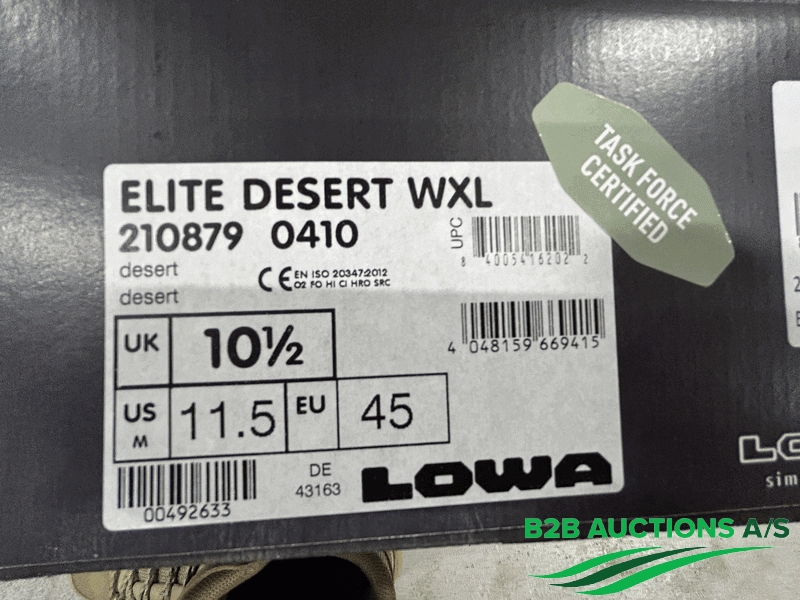 TASK FORCE
CERTIFIED
ELITE DESERT WXL
210879 0410
UPC
8 4005416202 2
desert
desert
CE EN ISO 20347:2012
O2 FO HI CI HRO SRC
UK 10½
4 048159 669415
US M 11.5 EU 45
DE
43163
LOWA
00492633
B2B AUCTIONS A/S